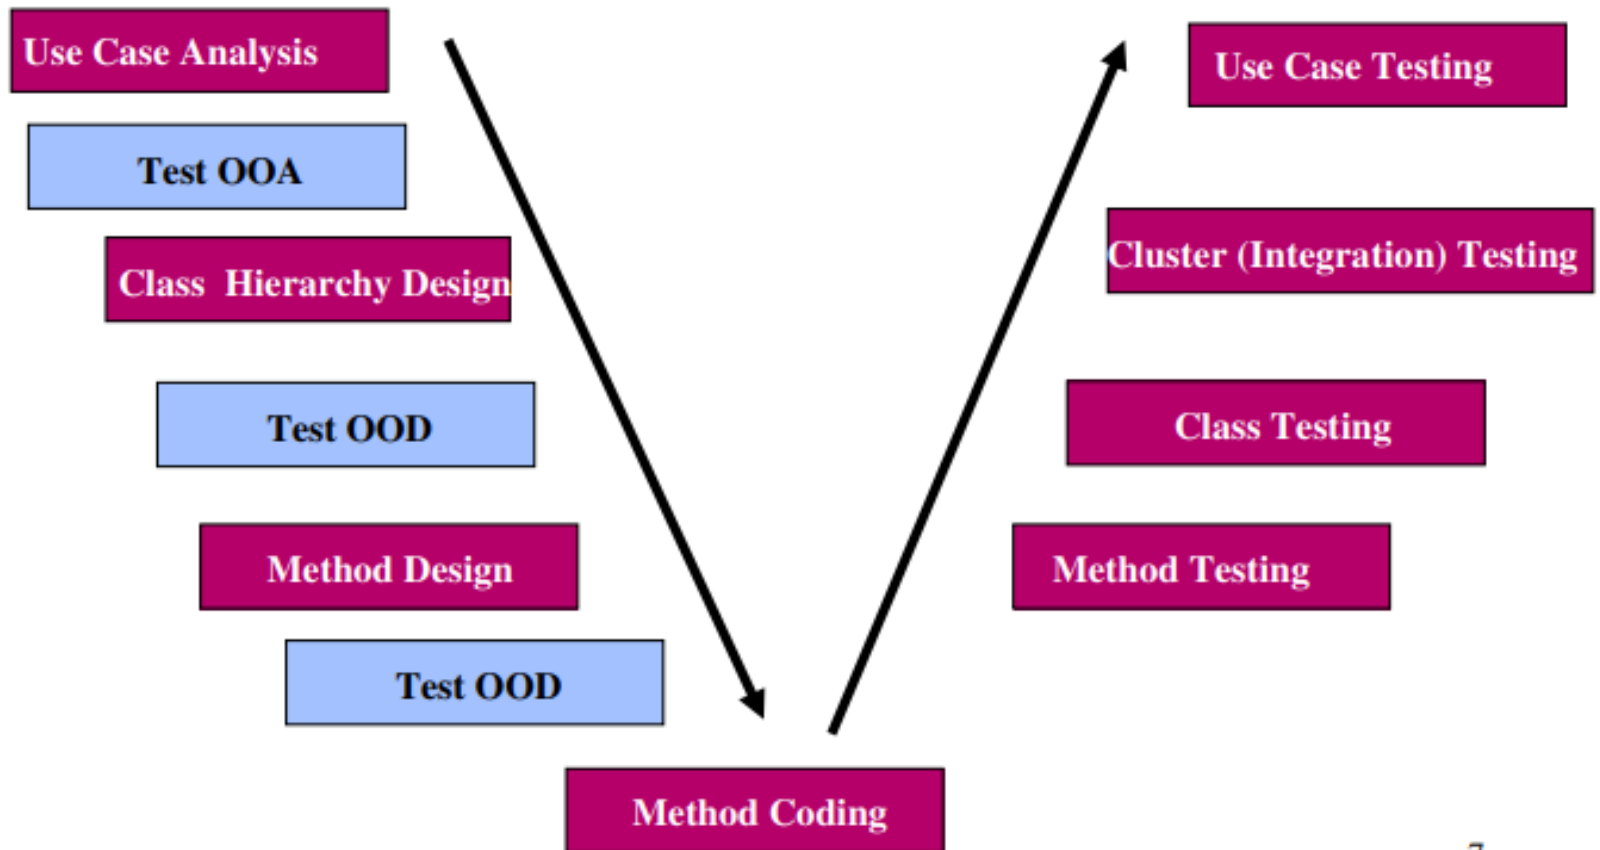 Use Case Analysis
Test OOA
Class Hierarchy Design
Test OOD
Method Design
Test OOD
Method Coding
Use Case Testing
Cluster (Integration) Testing
Class Testing
Method Testing